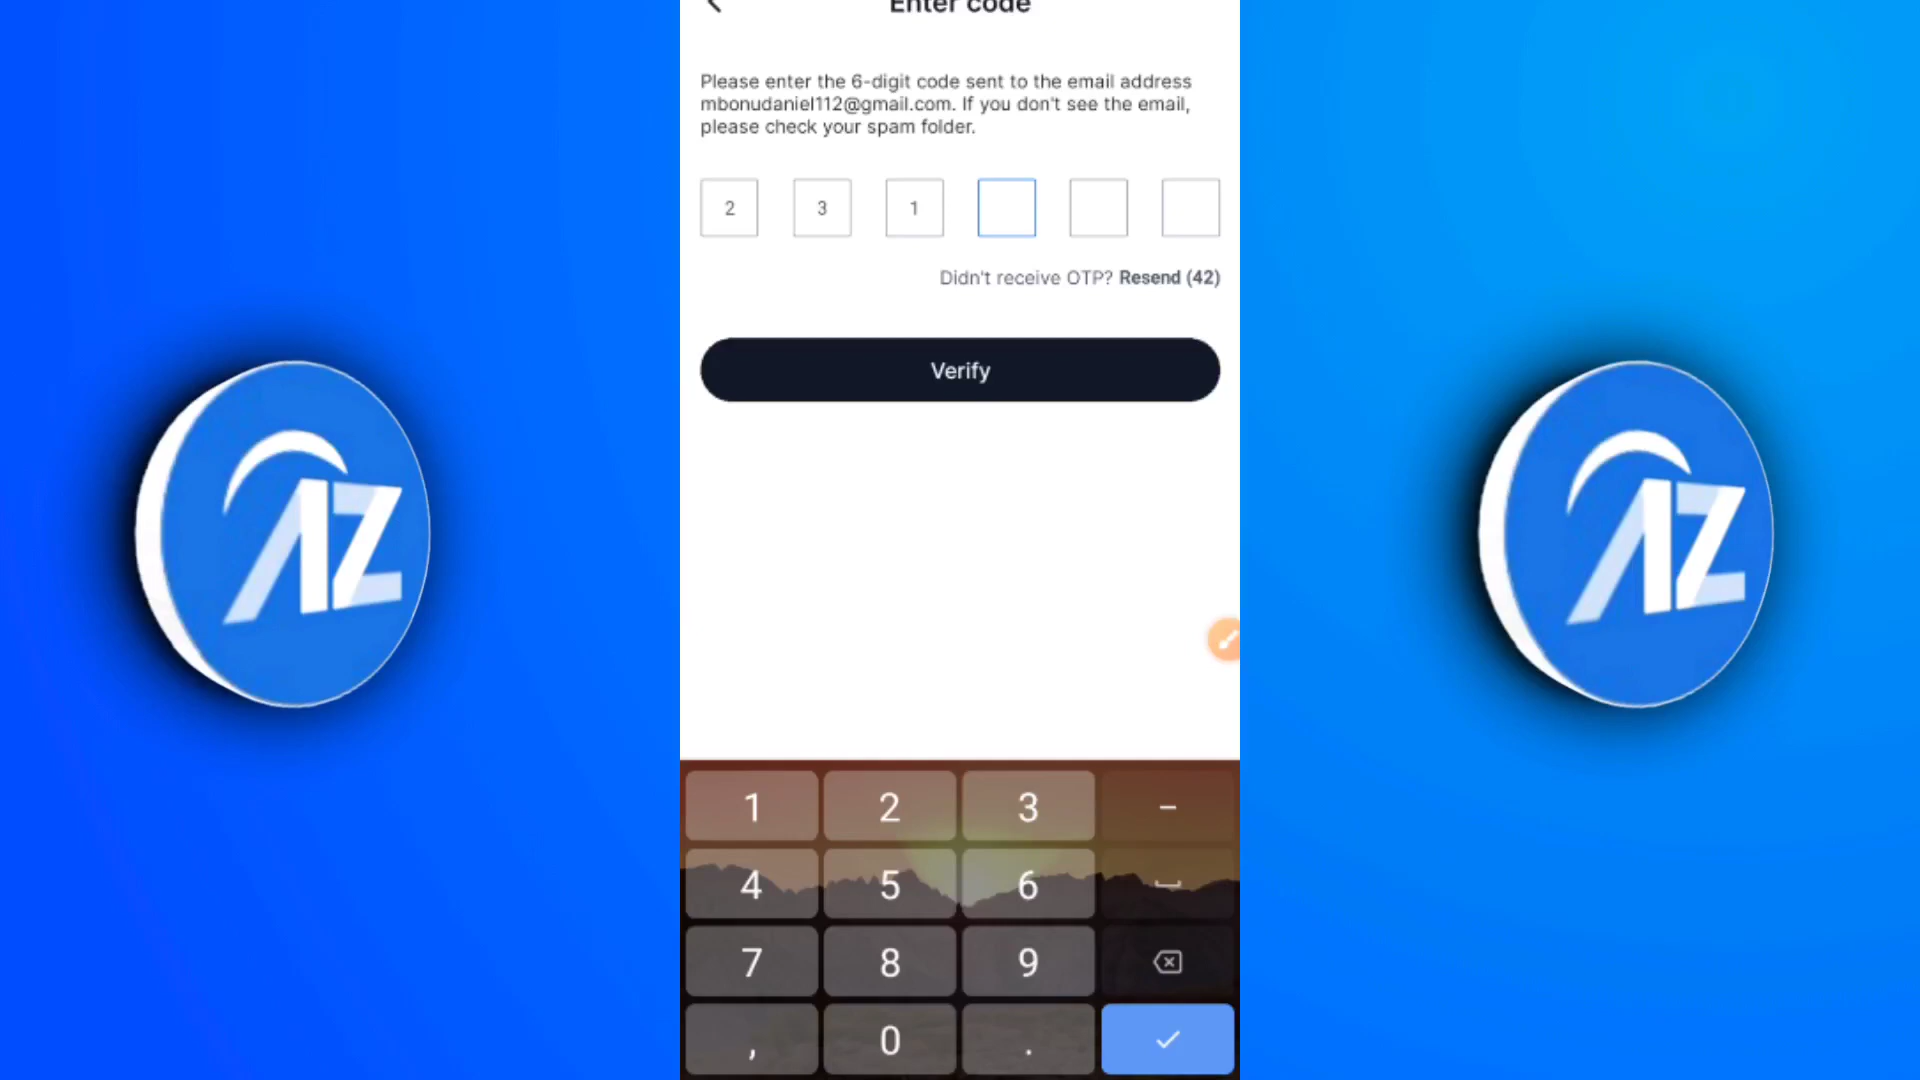 Enter code
Please enter the 6-digit code sent to the email address
mbonudaniel112@gmail.com. If you don't see the email,
please check your spam folder.
2 3 1
Didn't receive OTP? Resend (42)
Verify
AZ
AZ
1 2 3 -
4 5 6
7 8 9
, 0 .